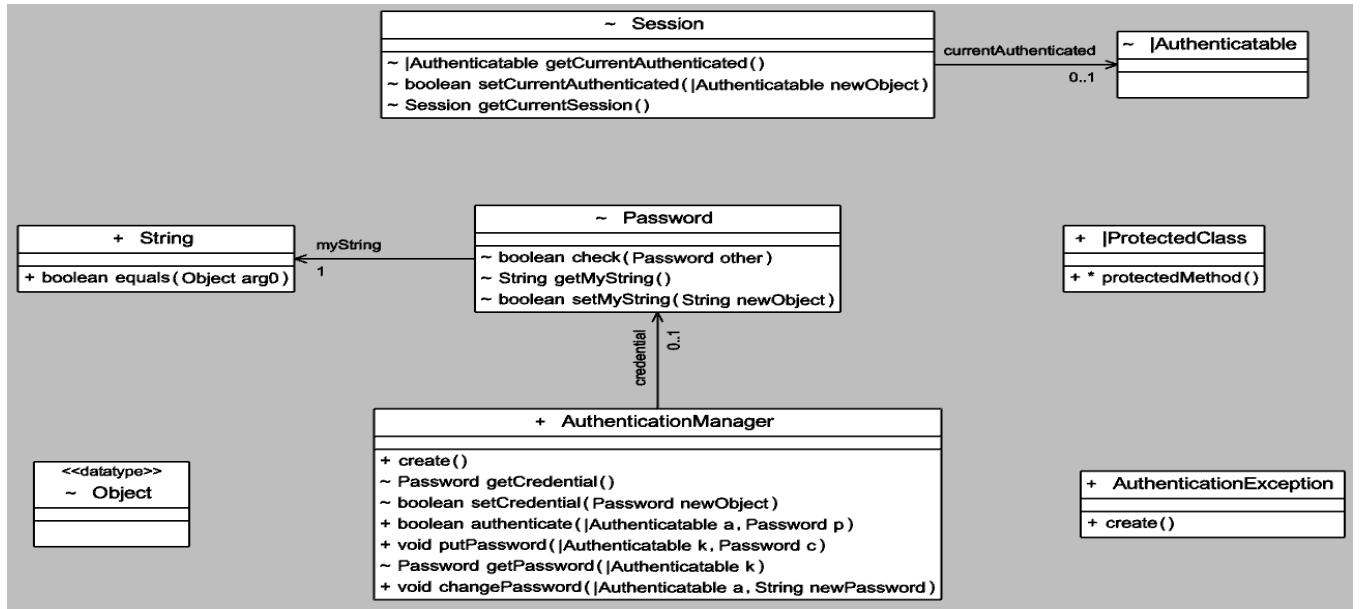 ~ Session
~ |Authenticatable getCurrentAuthenticated()
~ boolean setCurrentAuthenticated(|Authenticatable newObject)
~ Session getCurrentSession()
currentAuthenticated
0..1
~ |Authenticatable
+ String
+ boolean equals(Object arg0)
myString
1
~ Password
~ boolean check(Password other)
~ String getMyString()
~ boolean setMyString(String newObject)
+ |ProtectedClass
+ * protectedMethod()
credential
0..1
+ AuthenticationManager
+ create()
~ Password getCredential()
~ boolean setCredential(Password newObject)
+ boolean authenticate(|Authenticatable a, Password p)
+ void putPassword(|Authenticatable k, Password c)
~ Password getPassword(|Authenticatable k)
+ void changePassword(|Authenticatable a, String newPassword)
<<datatype>>
~ Object
+ AuthenticationException
+ create()